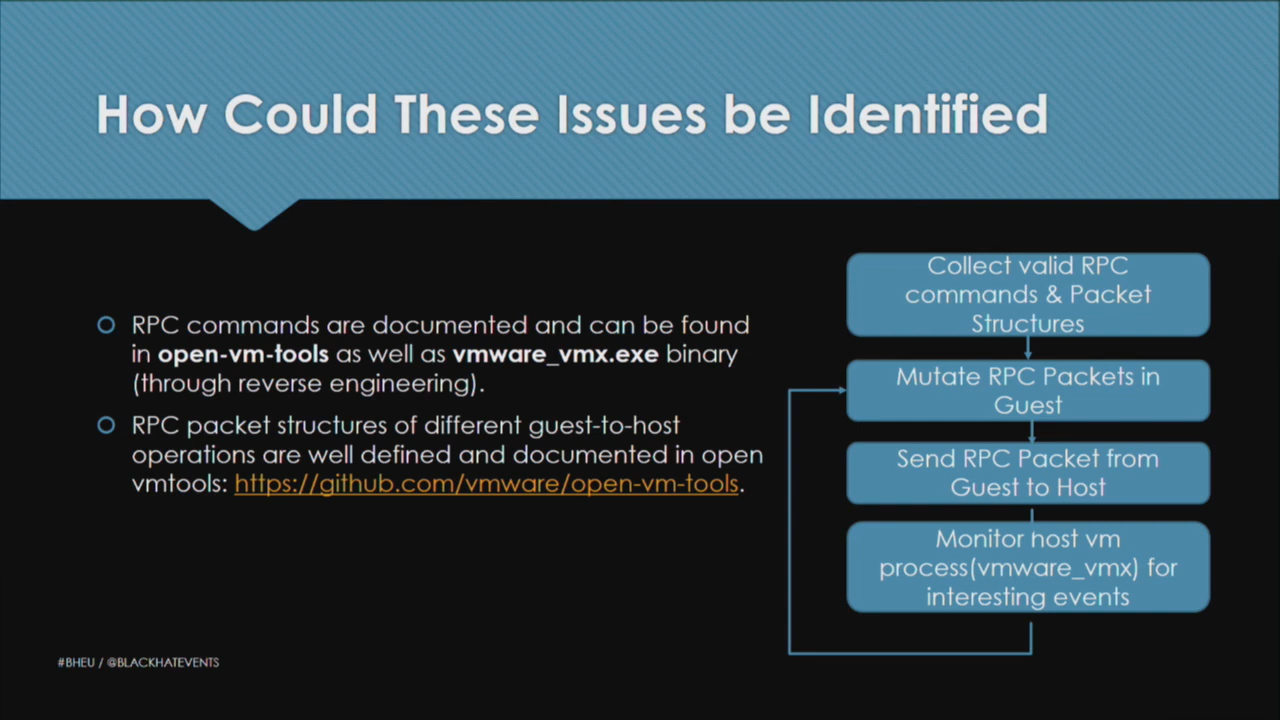 How Could These Issues be Identified
RPC commands are documented and can be found
in open-vm-tools as well as vmware_vmx.exe binary
(through reverse engineering).
RPC packet structures of different guest-to-host
operations are well defined and documented in open
vmtools: https://github.com/vmware/open-vm-tools.
Collect valid RPC
commands & Packet
Structures
Mutate RPC Packets in
Guest
Send RPC Packet from
Guest to Host
Monitor host vm
process(vmware_vmx) for
interesting events
#BHEU / @BLACKHATEVENTS